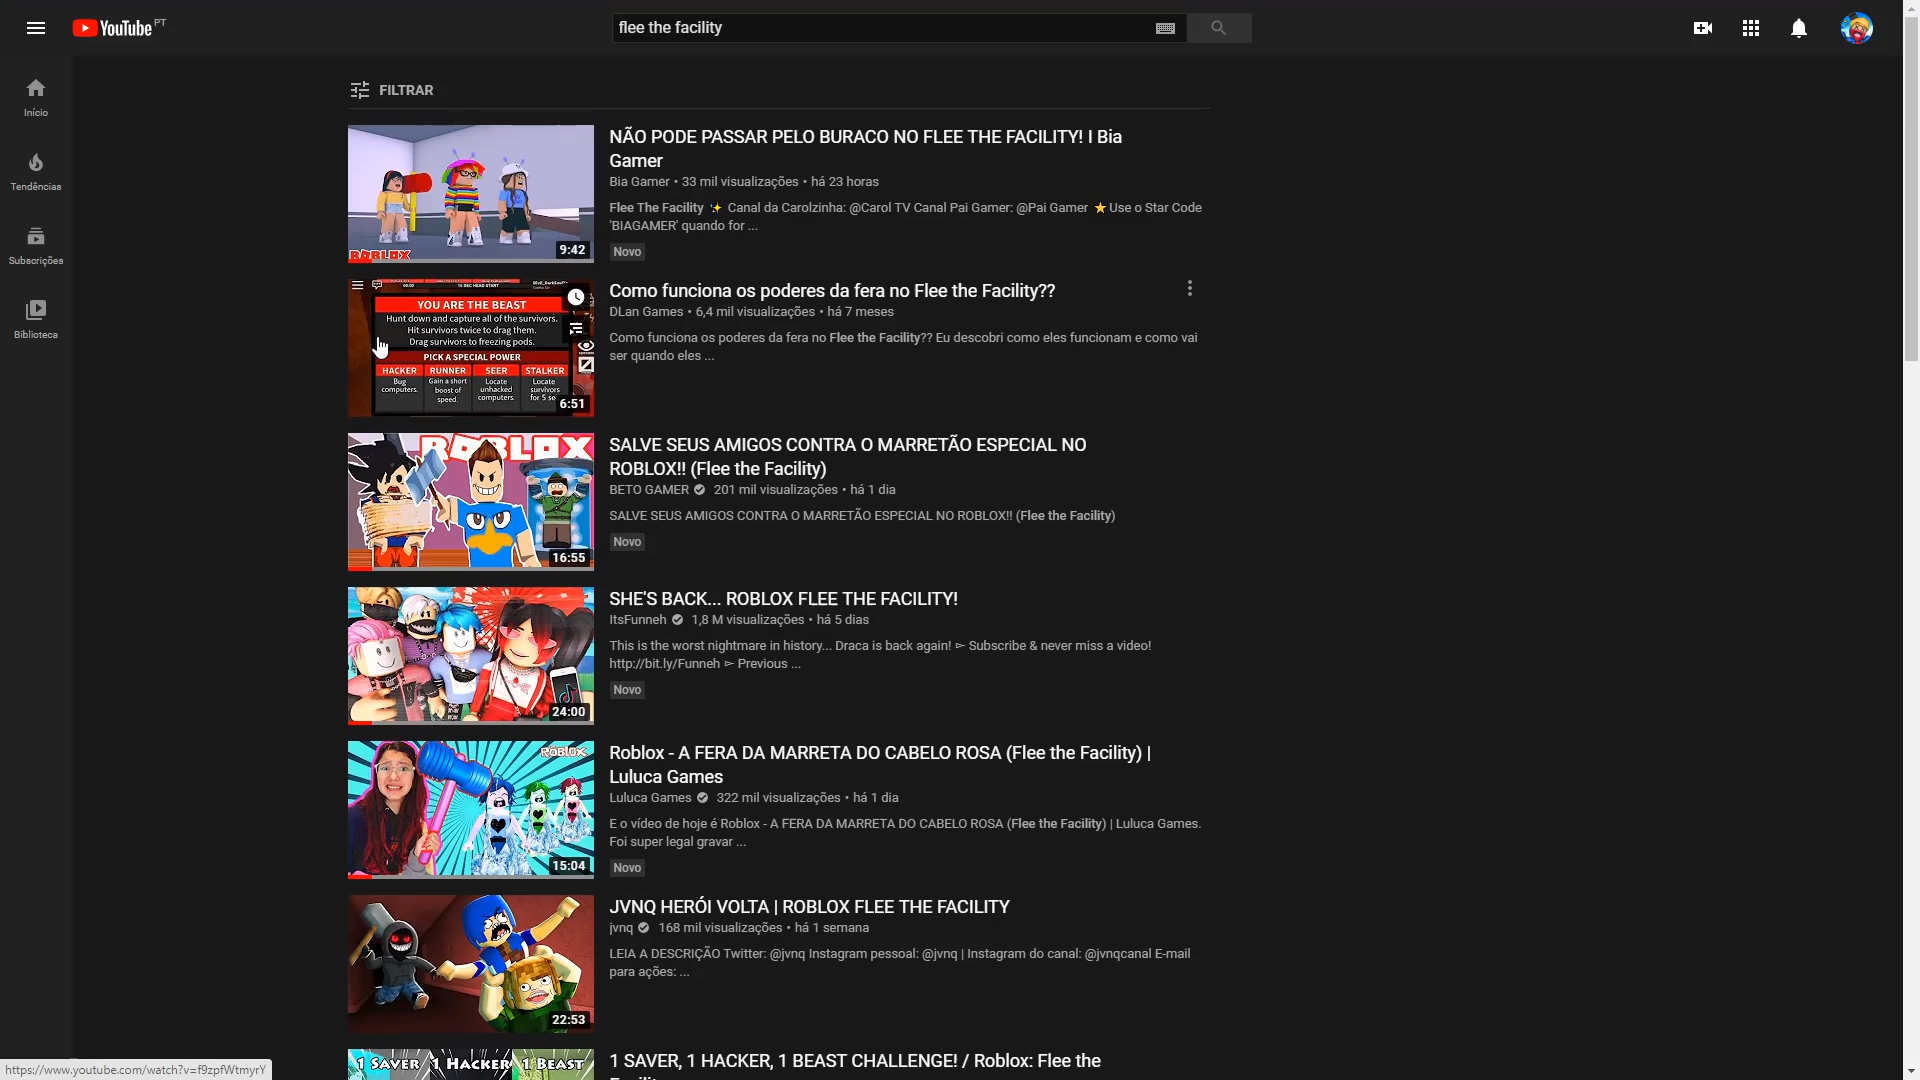 YouTube PT
flee the facility
Início
Tendências
Subscrições
Biblioteca
FILTRAR
ROBLOX
9:42
NÃO PODE PASSAR PELO BURACO NO FLEE THE FACILITY! I Bia
Gamer
Bia Gamer • 33 mil visualizações • há 23 horas
Flee The Facility ✨ Canal da Carolzinha: @Carol TV Canal Pai Gamer: @Pai Gamer ⭐ Use o Star Code
'BIAGAMER' quando for ...
Novo
15 SEC HEAD START
YOU ARE THE BEAST
Hunt down and capture all of the survivors.
Hit survivors twice to drag them.
Drag survivors to freezing pods.
PICK A SPECIAL POWER
HACKER RUNNER SEER STALKER
Bug computers.
Gain a short boost of speed.
Locate unhacked computers.
Locate survivors for 5 se
6:51
Como funciona os poderes da fera no Flee the Facility??
DLan Games • 6,4 mil visualizações • há 7 meses
Como funciona os poderes da fera no Flee the Facility?? Eu descobri como eles funcionam e como vai
ser quando eles ...
ROBLOX
16:55
SALVE SEUS AMIGOS CONTRA O MARRETÃO ESPECIAL NO
ROBLOX!! (Flee the Facility)
BETO GAMER 201 mil visualizações • há 1 dia
SALVE SEUS AMIGOS CONTRA O MARRETÃO ESPECIAL NO ROBLOX!! (Flee the Facility)
Novo
24:00
SHE'S BACK... ROBLOX FLEE THE FACILITY!
ItsFunneh 1,8 M visualizações • há 5 dias
This is the worst nightmare in history... Draca is back again! ➣ Subscribe & never miss a video!
http://bit.ly/Funneh ➣ Previous ...
Novo
ROBLOX
15:04
Roblox - A FERA DA MARRETA DO CABELO ROSA (Flee the Facility) |
Luluca Games
Luluca Games 322 mil visualizações • há 1 dia
E o vídeo de hoje é Roblox - A FERA DA MARRETA DO CABELO ROSA (Flee the Facility) | Luluca Games.
Foi super legal gravar ...
Novo
22:53
JVNQ HERÓI VOLTA | ROBLOX FLEE THE FACILITY
jvnq 168 mil visualizações • há 1 semana
LEIA A DESCRIÇÃO Twitter: @jvnq Instagram pessoal: @jvnq | Instagram do canal: @jvnqcanal E-mail
para ações: ...
1 SAVER 1 HACKER 1 BEAST
1 SAVER, 1 HACKER, 1 BEAST CHALLENGE! / Roblox: Flee the
https://www.youtube.com/watch?v=f9zpfWtmyrY